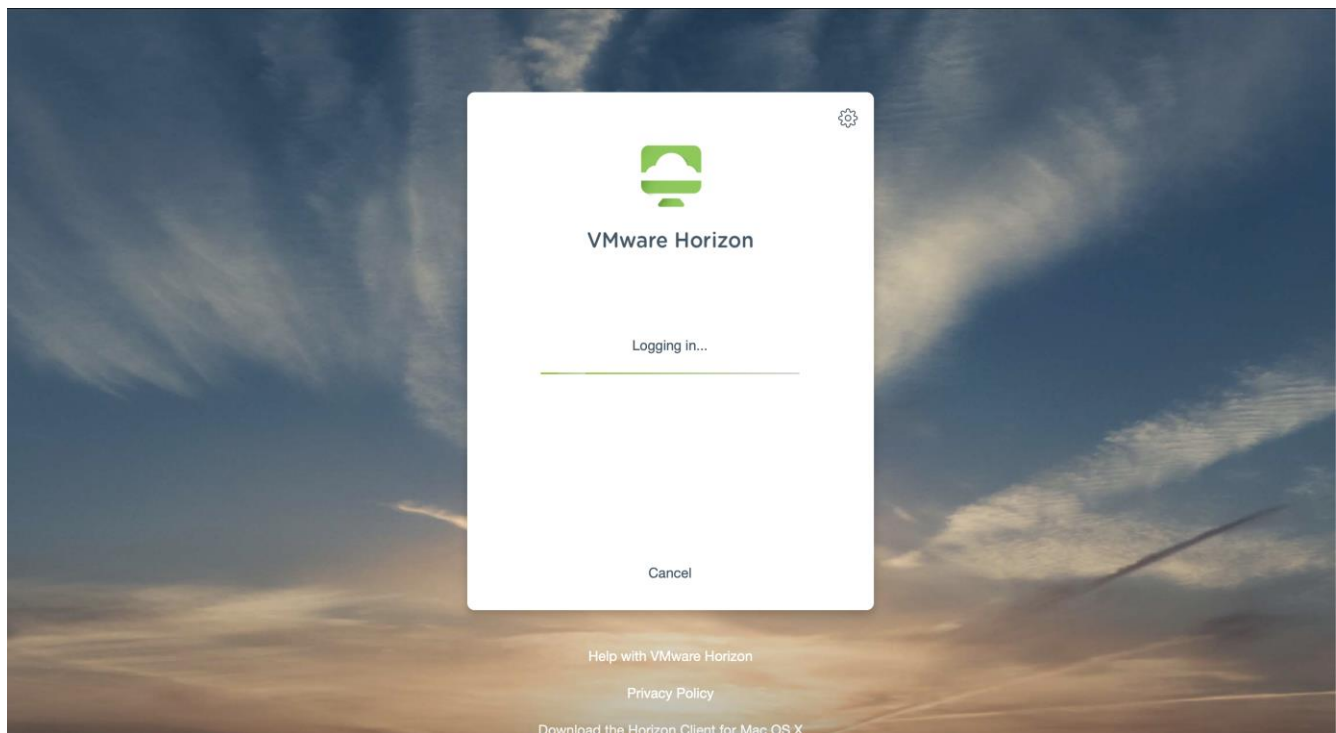 VMware Horizon
Logging in...
Cancel
Help with VMware Horizon
Privacy Policy
Download the Horizon Client for Mac OS X